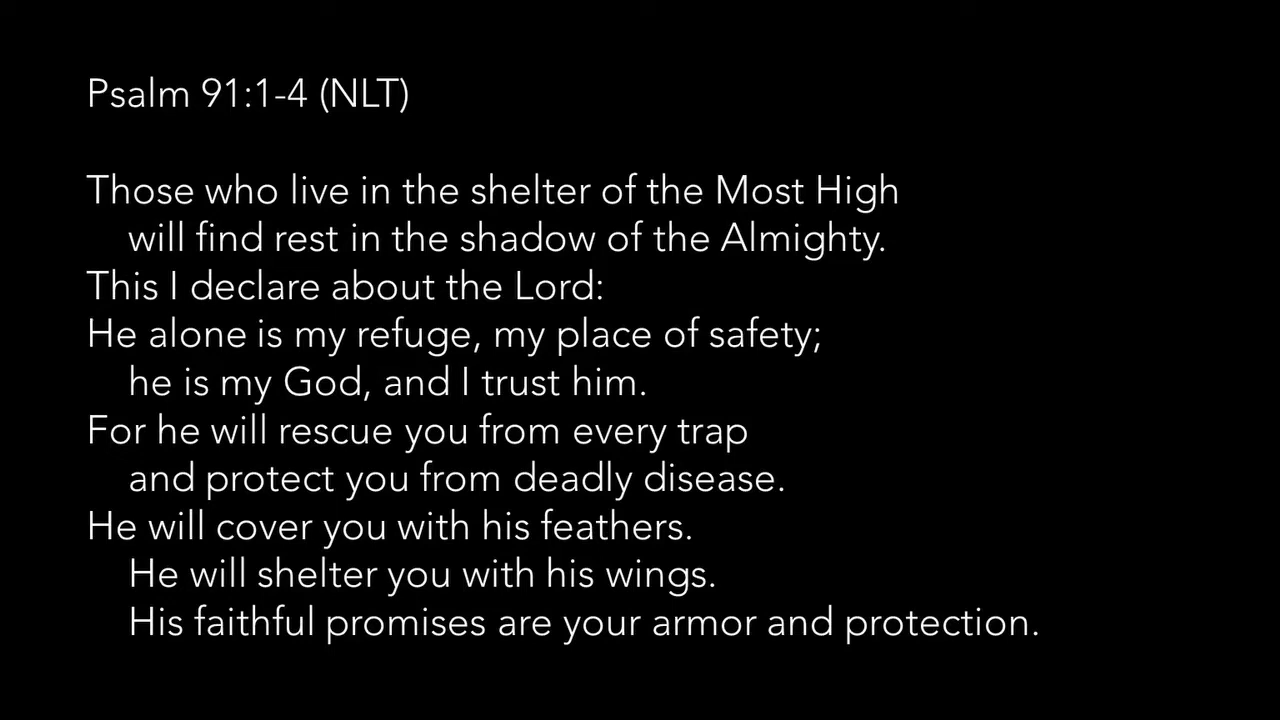 Psalm 91:1-4 (NLT)
Those who live in the shelter of the Most High
will find rest in the shadow of the Almighty.
This I declare about the Lord:
He alone is my refuge, my place of safety;
he is my God, and I trust him.
For he will rescue you from every trap
and protect you from deadly disease.
He will cover you with his feathers.
He will shelter you with his wings.
His faithful promises are your armor and protection.